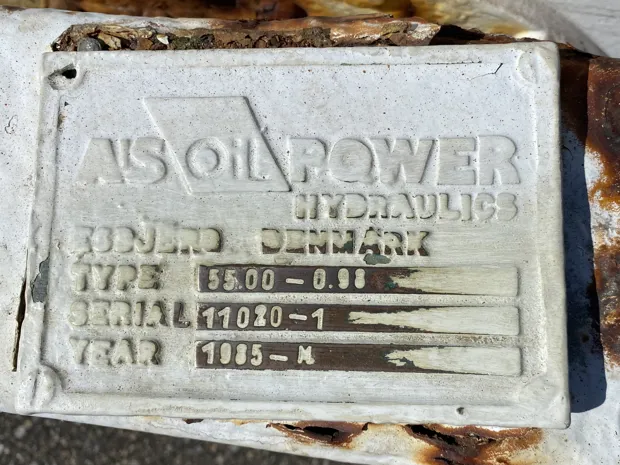 A/S OiL POWER
HYDRAULICS
ESBJERG DENMARK
TYPE 55.00-0.98
SERIAL 11020-1
YEAR 1985-M